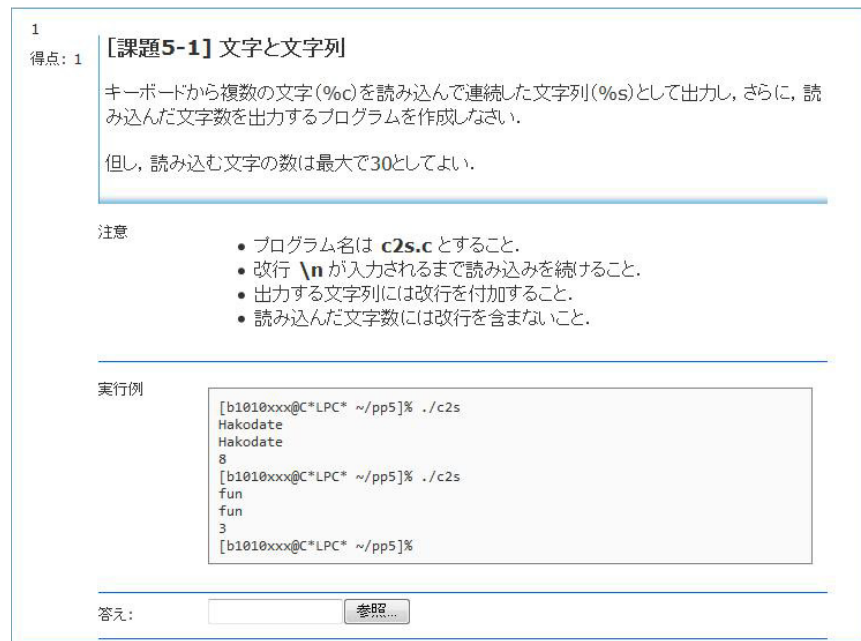 1
得点: 1
[課題5-1] 文字と文字列
キーボードから複数の文字(%c)を読み込んで連続した文字列(%s)として出力し, さらに, 読
み込んだ文字数を出力するプログラムを作成しなさい.
但し, 読み込む文字の数は最大で30としてよい.
注意
• プログラム名は c2s.c とすること.
• 改行 \n が入力されるまで読み込みを続けること.
• 出力する文字列には改行を付加すること.
• 読み込んだ文字数には改行を含まないこと.
実行例
[b1010xxx@C*LPC* ~/pp5]% ./c2s
Hakodate
Hakodate
8
[b1010xxx@C*LPC* ~/pp5]% ./c2s
fun
fun
3
[b1010xxx@C*LPC* ~/pp5]%
答え: 参照...